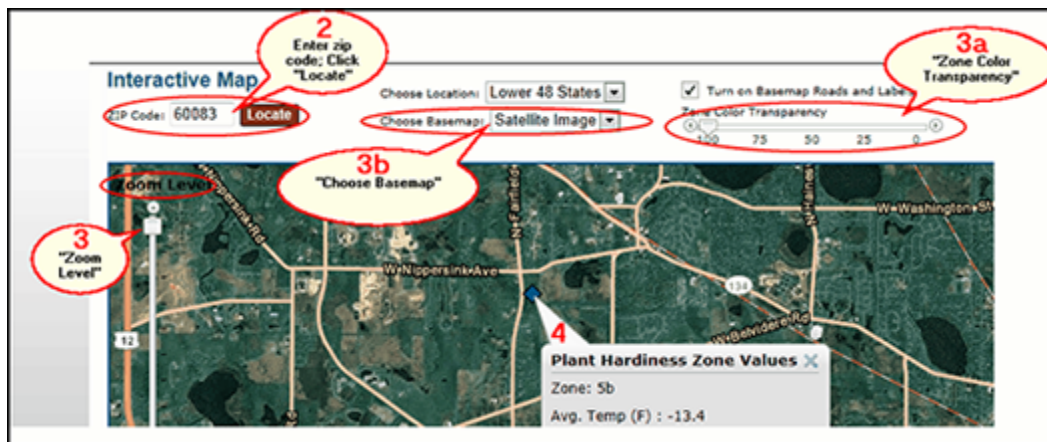 2
Enter zip
code; Click
"Locate"
3a
"Zone Color
Transparency"
Interactive Map
ZIP Code: 60083 Locate
Choose Location: Lower 48 States
Choose Basemap: Satellite Image
Turn on Basemap Roads and Labe
Zone Color Transparency
100 75 50 25 0
3b
"Choose Basemap"
Zoom Level
3
"Zoom
Level"
W Nippersink Rd
N Fairfield
W Washington St
W Nippersink Ave
134
W Belvidere Rd
12
4
Plant Hardiness Zone Values
Zone: 5b
Avg. Temp (F) : -13.4